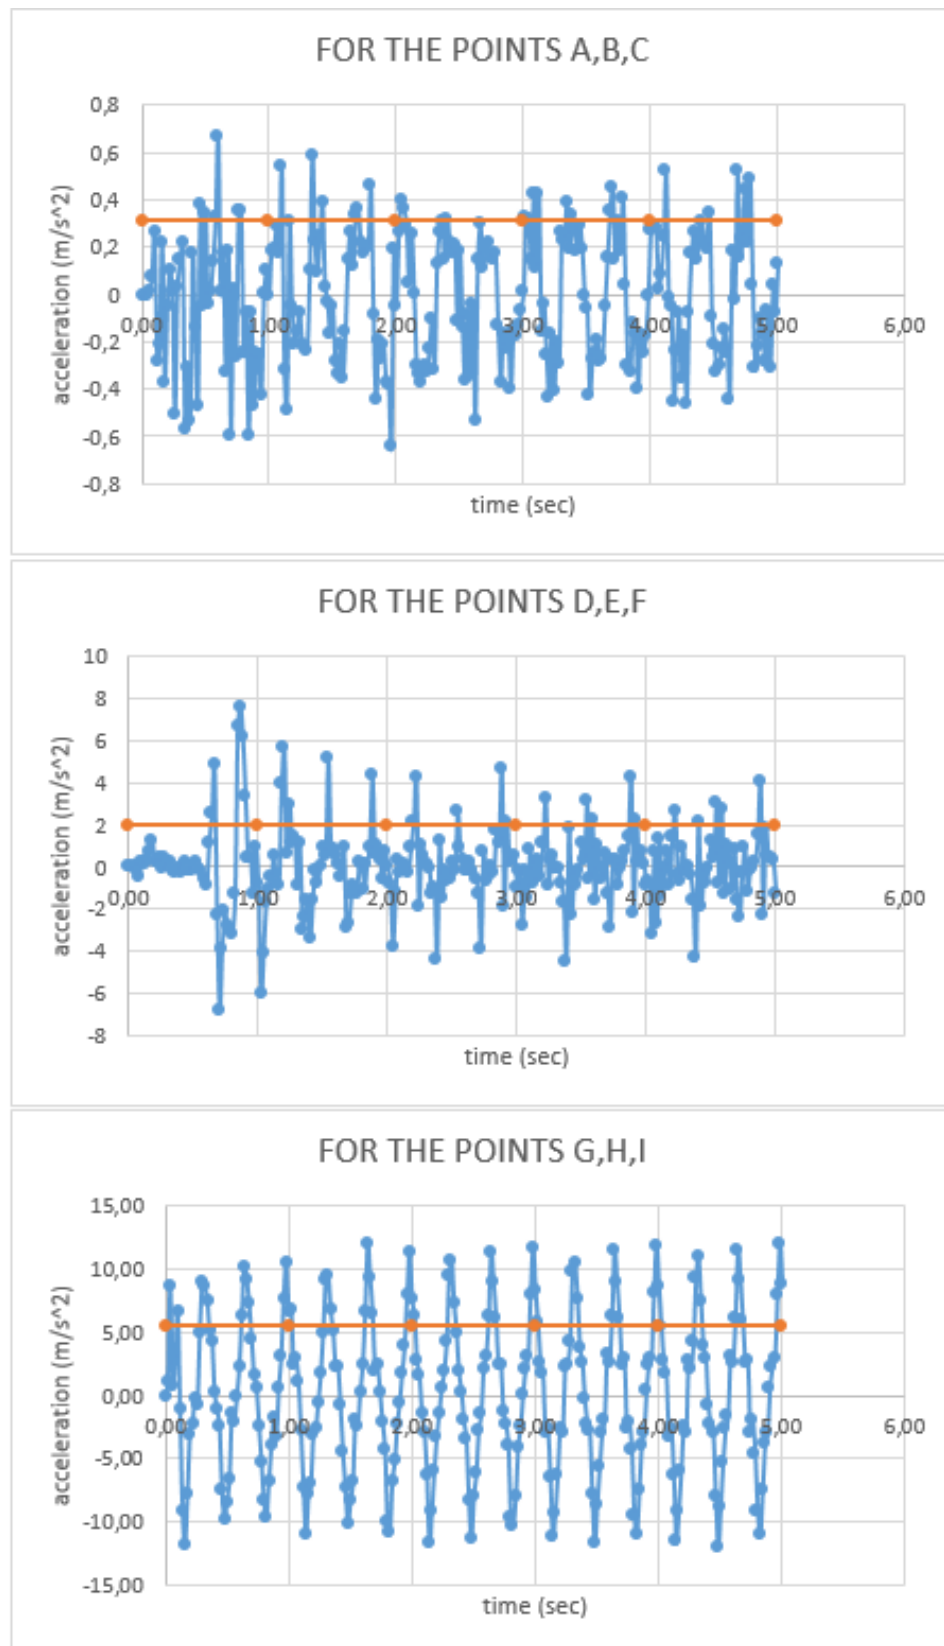 FOR THE POINTS A,B,C
0,8
0,6
0,4
0,2
0
-0,2
-0,4
-0,6
-0,8
0,00 1,00 2,00 3,00 4,00 5,00 6,00
acceleration (m/s^2)
time (sec)
FOR THE POINTS D,E,F
10
8
6
4
2
0
-2
-4
-6
-8
0,00 1,00 2,00 3,00 4,00 5,00 6,00
acceleration (m/s^2)
time (sec)
FOR THE POINTS G,H,I
15,00
10,00
5,00
0,00
-5,00
-10,00
-15,00
0,00 1,00 2,00 3,00 4,00 5,00 6,00
acceleration (m/s^2)
time (sec)